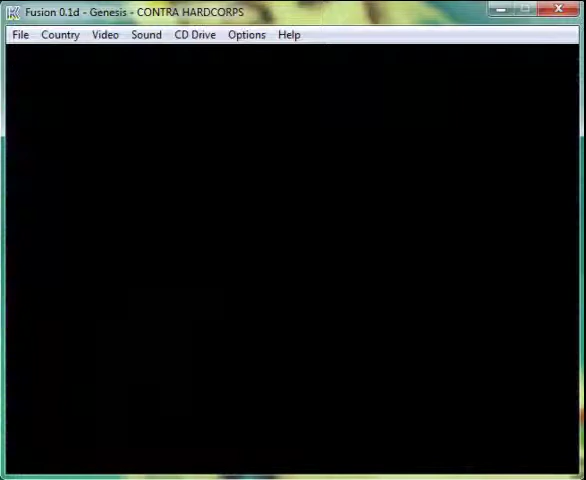 Fusion 0.1d - Genesis - CONTRA HARDCORPS
File Country Video Sound CD Drive Options Help